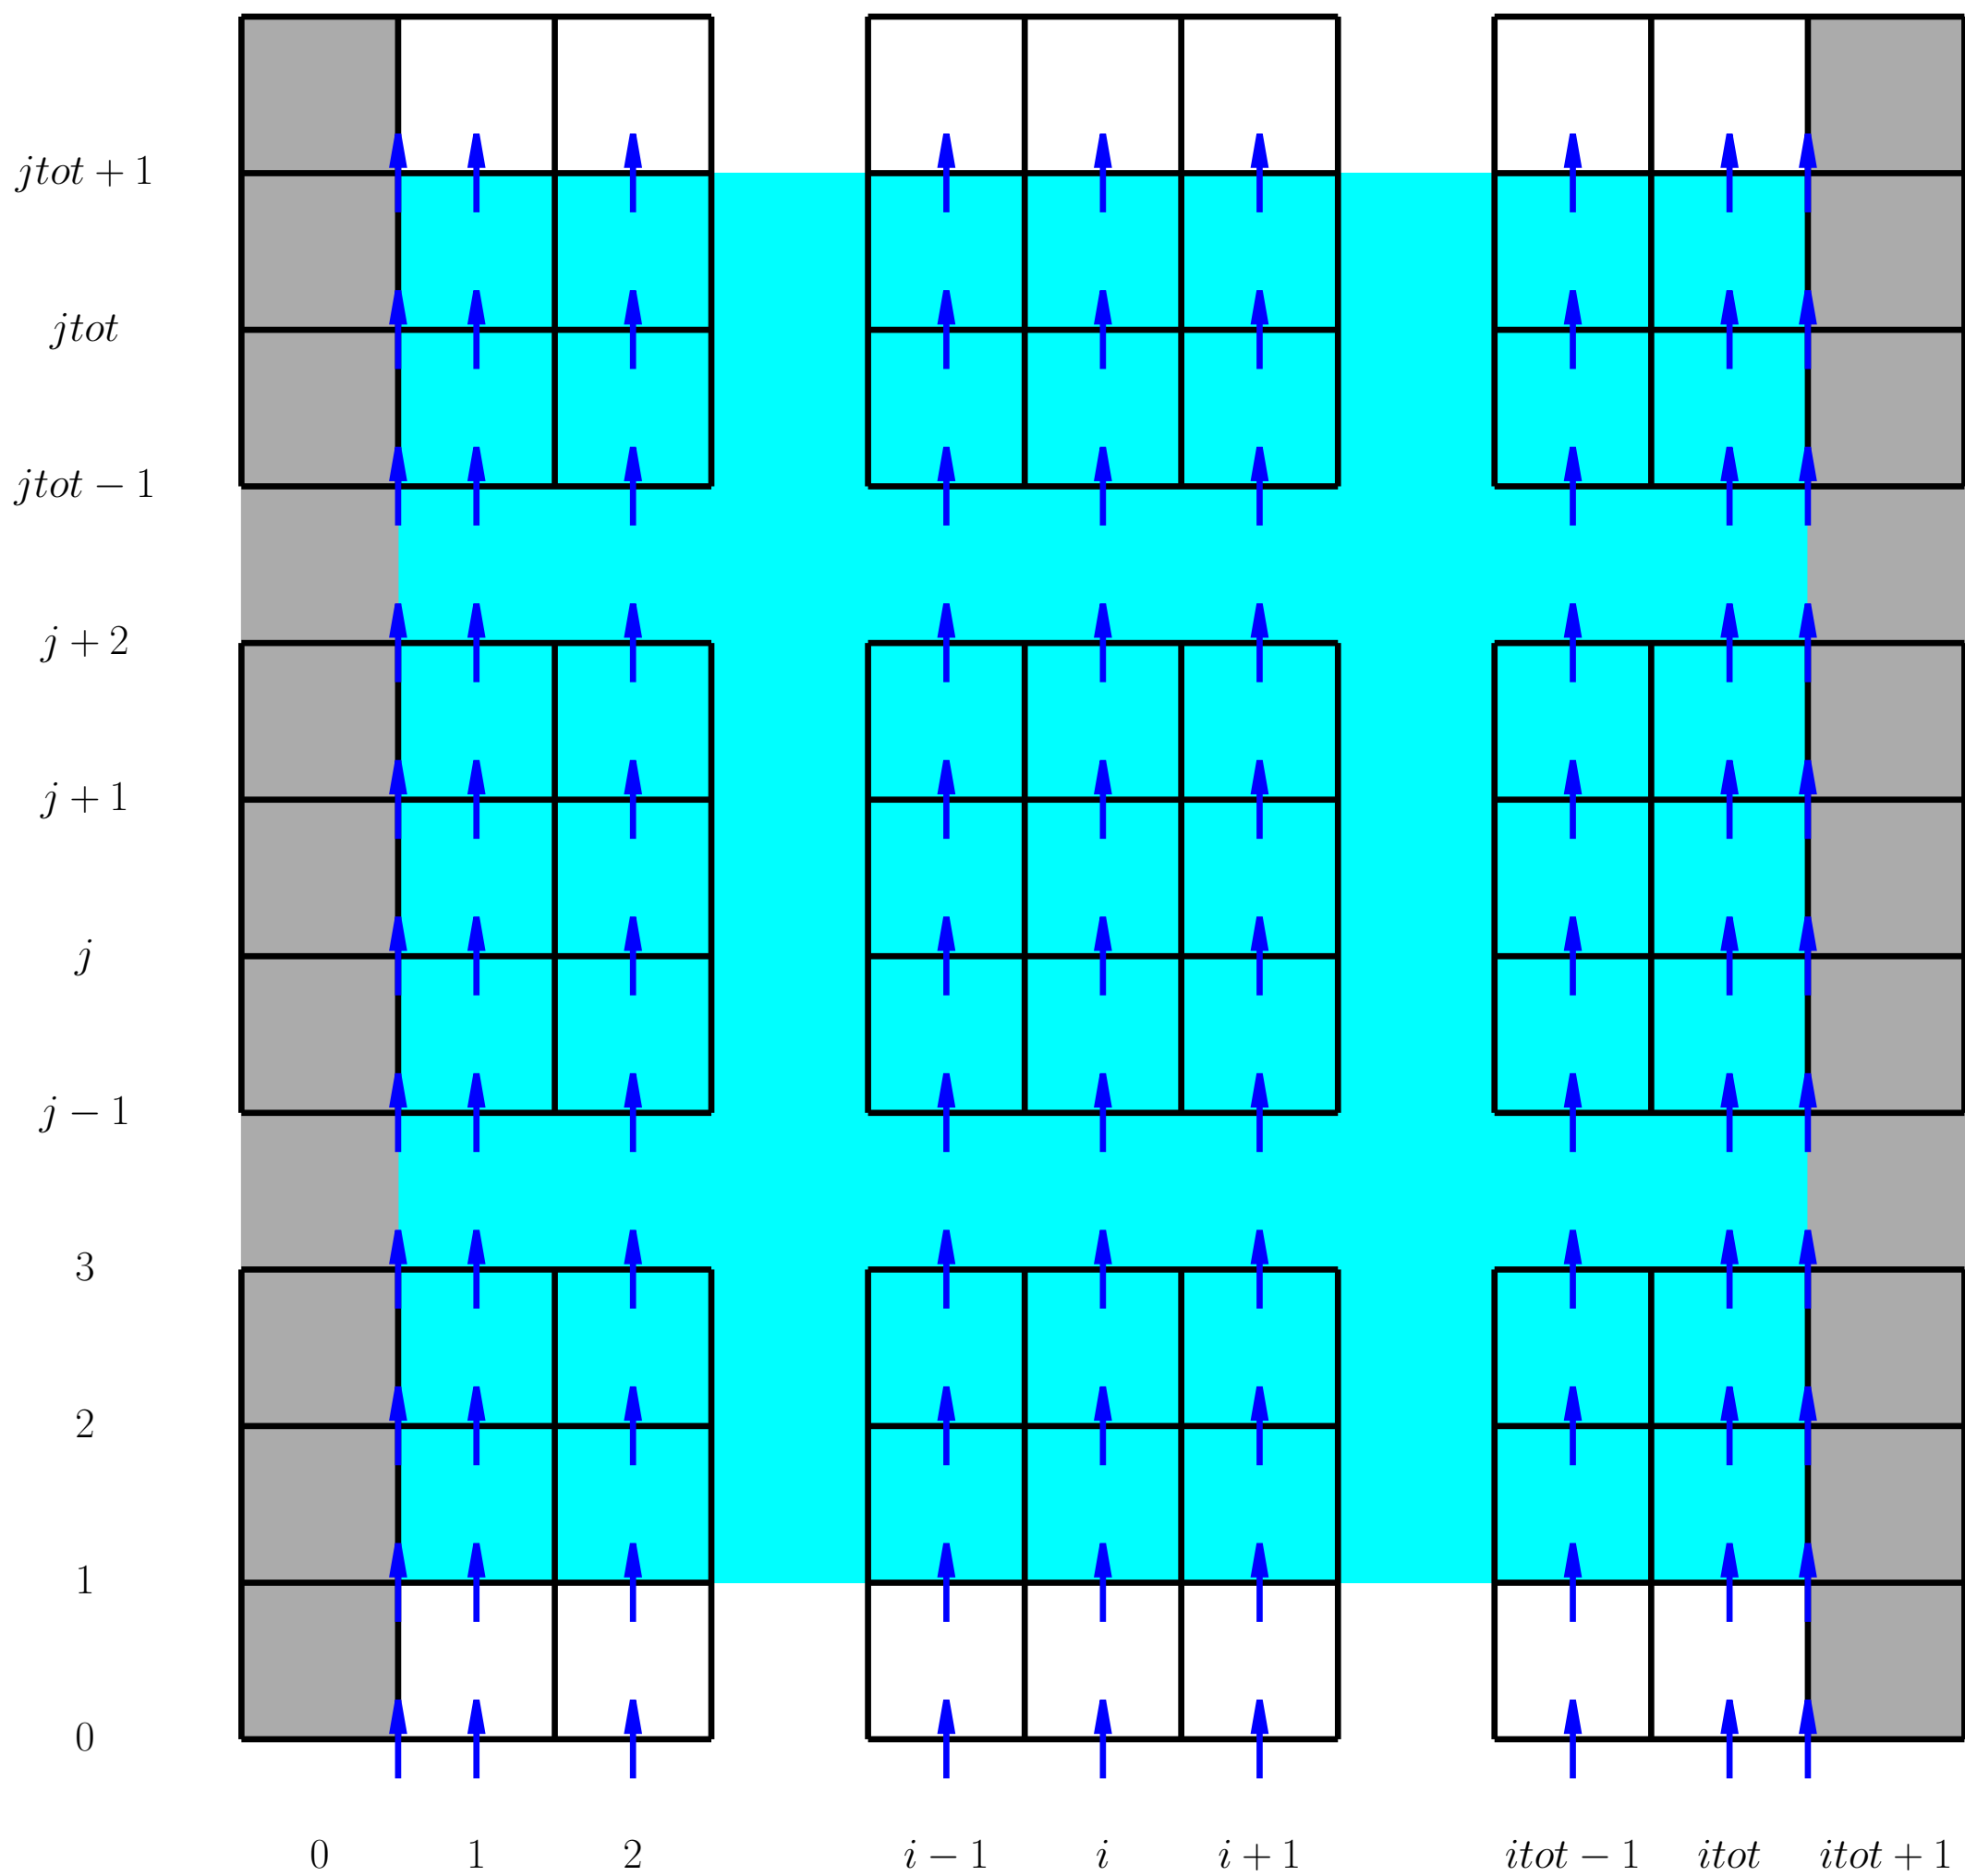 jtot + 1
jtot
jtot − 1
j + 2
j + 1
j
j − 1
3
2
1
0
0 1 2 i − 1 i i + 1 itot − 1 itot itot + 1